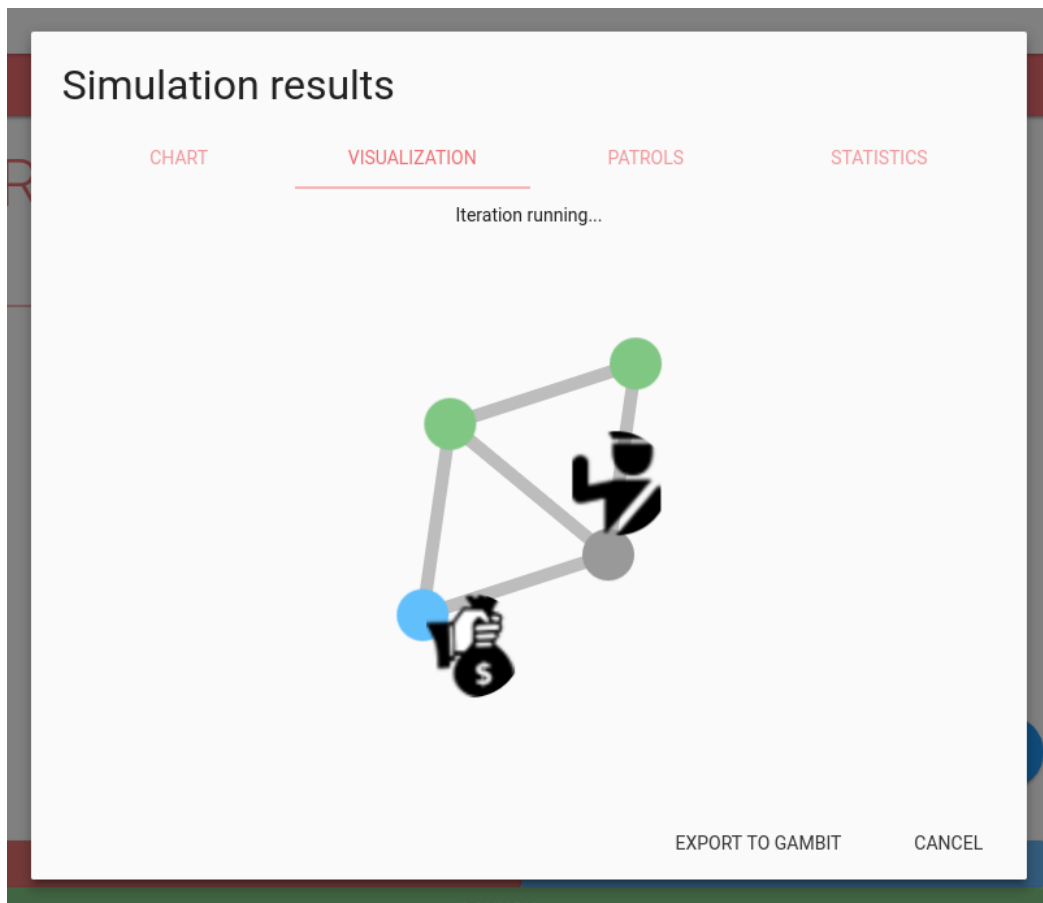 Simulation results
CHART VISUALIZATION PATROLS STATISTICS
Iteration running...
$
EXPORT TO GAMBIT CANCEL